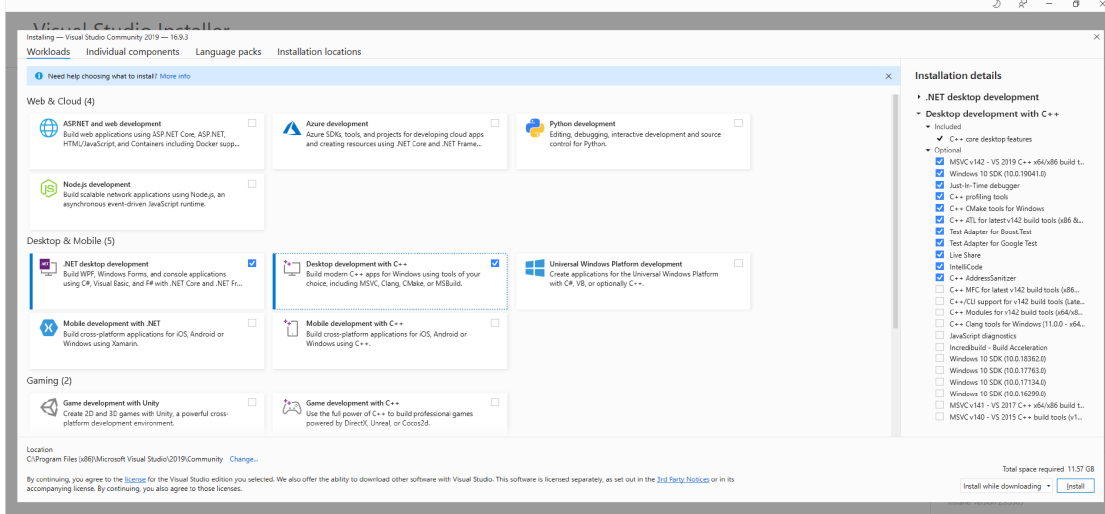 Visual Studio Installer
Installing — Visual Studio Community 2019 — 16.9.3
Workloads Individual components Language packs Installation locations
Need help choosing what to install? More info
Web & Cloud (4)
ASP.NET and web development
Build web applications using ASP.NET Core, ASP.NET,
HTML/JavaScript, and Containers including Docker supp...
Azure development
Azure SDKs, tools, and projects for developing cloud apps
and creating resources using .NET Core and .NET Frame...
Python development
Editing, debugging, interactive development and source
control for Python.
Node.js development
Build scalable network applications using Node.js, an
asynchronous event-driven JavaScript runtime.
Desktop & Mobile (5)
.NET desktop development
Build WPF, Windows Forms, and console applications
using C#, Visual Basic, and F# with .NET Core and .NET Fr...
Desktop development with C++
Build modern C++ apps for Windows using tools of your
choice, including MSVC, Clang, CMake, or MSBuild.
Universal Windows Platform development
Create applications for the Universal Windows Platform
with C#, VB, or optionally C++.
Mobile development with .NET
Build cross-platform applications for iOS, Android or
Windows using Xamarin.
Mobile development with C++
Build cross-platform applications for iOS, Android or
Windows using C++.
Gaming (2)
Game development with Unity
Create 2D and 3D games with Unity, a powerful cross-
platform development environment.
Game development with C++
Use the full power of C++ to build professional games
powered by DirectX, Unreal, or Cocos2d.
Installation details
.NET desktop development
Desktop development with C++
Included
C++ core desktop features
Optional
MSVC v142 - VS 2019 C++ x64/x86 build t...
Windows 10 SDK (10.0.19041.0)
Just-In-Time debugger
C++ profiling tools
C++ CMake tools for Windows
C++ ATL for latest v142 build tools (x86 &...
Test Adapter for Boost.Test
Test Adapter for Google Test
Live Share
IntelliCode
C++ AddressSanitizer
C++ MFC for latest v142 build tools (x86...
C++/CLI support for v142 build tools (Late...
C++ Modules for v142 build tools (x64/x8...
C++ Clang tools for Windows (11.0.0 - x64...
JavaScript diagnostics
Incredibuild - Build Acceleration
Windows 10 SDK (10.0.18362.0)
Windows 10 SDK (10.0.17763.0)
Windows 10 SDK (10.0.17134.0)
Windows 10 SDK (10.0.16299.0)
MSVC v141 - VS 2017 C++ x64/x86 build t...
MSVC v140 - VS 2015 C++ build tools (v1...
Location
C:\Program Files (x86)\Microsoft Visual Studio\2019\Community Change...
By continuing, you agree to the license for the Visual Studio edition you selected. We also offer the ability to download other software with Visual Studio. This software is licensed separately, as set out in the 3rd Party Notices or in its
accompanying license. By continuing, you also agree to those licenses.
Total space required 11.57 GB
Install while downloading Install